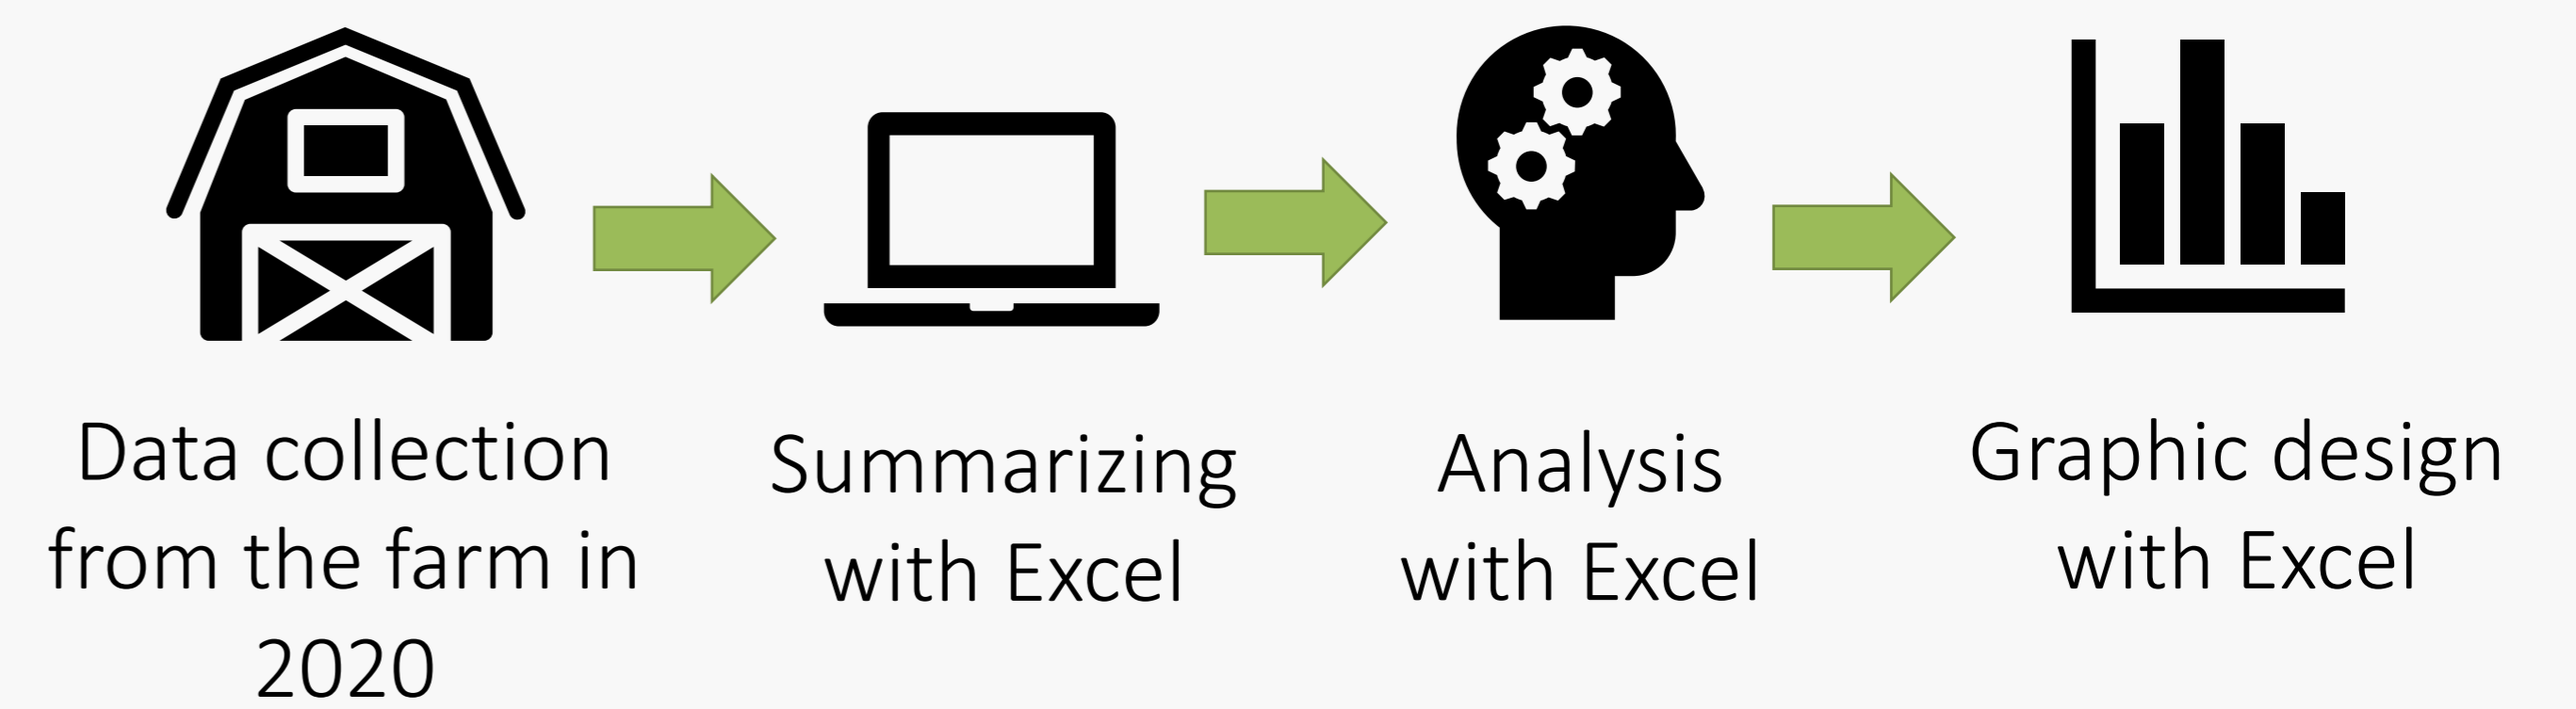 Data collection
from the farm in
2020
Summarizing
with Excel
Analysis
with Excel
Graphic design
with Excel